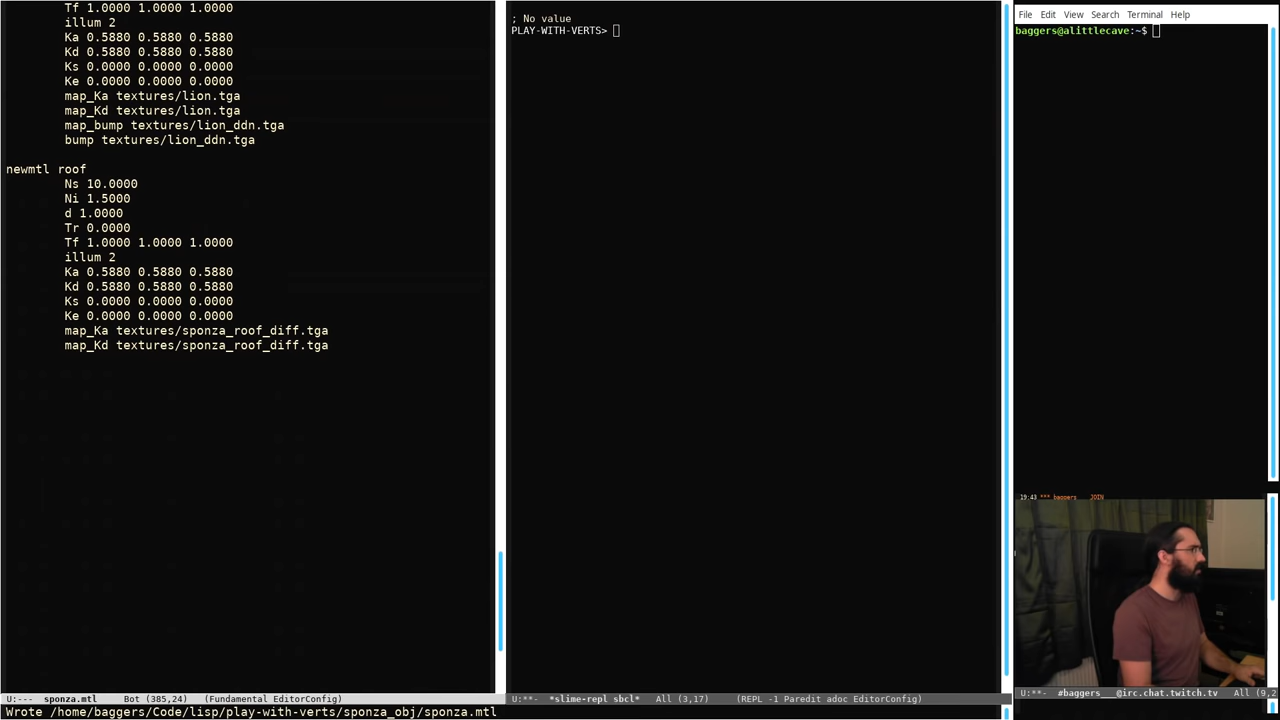 Tf 1.0000 1.0000 1.0000
illum 2
Ka 0.5880 0.5880 0.5880
Kd 0.5880 0.5880 0.5880
Ks 0.0000 0.0000 0.0000
Ke 0.0000 0.0000 0.0000
map_Ka textures/lion.tga
map_Kd textures/lion.tga
map_bump textures/lion_ddn.tga
bump textures/lion_ddn.tga
newmtl roof
Ns 10.0000
Ni 1.5000
d 1.0000
Tr 0.0000
Tf 1.0000 1.0000 1.0000
illum 2
Ka 0.5880 0.5880 0.5880
Kd 0.5880 0.5880 0.5880
Ks 0.0000 0.0000 0.0000
Ke 0.0000 0.0000 0.0000
map_Ka textures/sponza_roof_diff.tga
map_Kd textures/sponza_roof_diff.tga
U:--- sponza.mtl Bot (385,24) (Fundamental EditorConfig)
Wrote /home/baggers/Code/lisp/play-with-verts/sponza_obj/sponza.mtl
; No value
PLAY-WITH-VERTS>
U:**- *slime-repl sbcl* All (3,17) (REPL -1 Paredit adoc EditorConfig)
File Edit View Search Terminal Help
baggers@alittlecave:~$
19:43 *** baggers JOIN
U:**- #baggers___@irc.chat.twitch.tv All (9,2